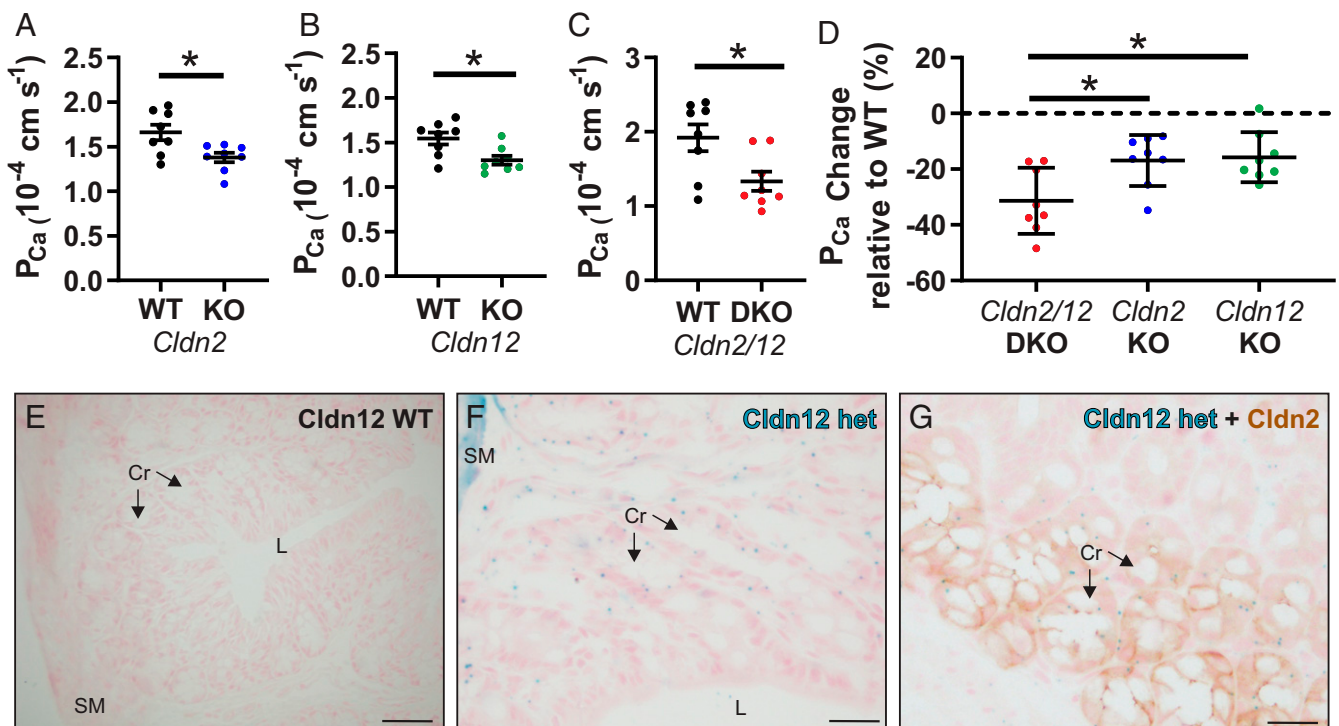 A
P_Ca (10⁻⁴ cm s⁻¹)
2.5
2.0
1.5
1.0
0.5
0.0
*
WT KO
Cldn2
B
P_Ca (10⁻⁴ cm s⁻¹)
2.5
2.0
1.5
1.0
0.5
0.0
*
WT KO
Cldn12
C
P_Ca (10⁻⁴ cm s⁻¹)
3
2
1
0
*
WT DKO
Cldn2/12
D
P_Ca Change
relative to WT (%)
20
0
-20
-40
-60
*
*
Cldn2/12 Cldn2 Cldn12
DKO KO KO
E
Cldn12 WT
Cr
L
SM
F
Cldn12 het
SM
Cr
L
G
Cldn12 het + Cldn2
Cr